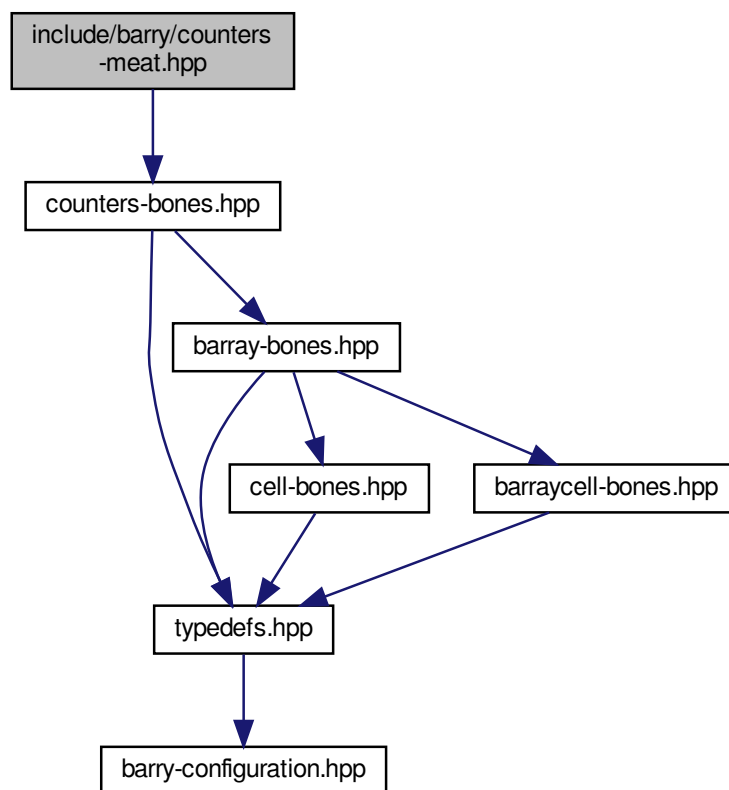 include/barry/counters
-meat.hpp
counters-bones.hpp
barray-bones.hpp
cell-bones.hpp
barraycell-bones.hpp
typedefs.hpp
barry-configuration.hpp